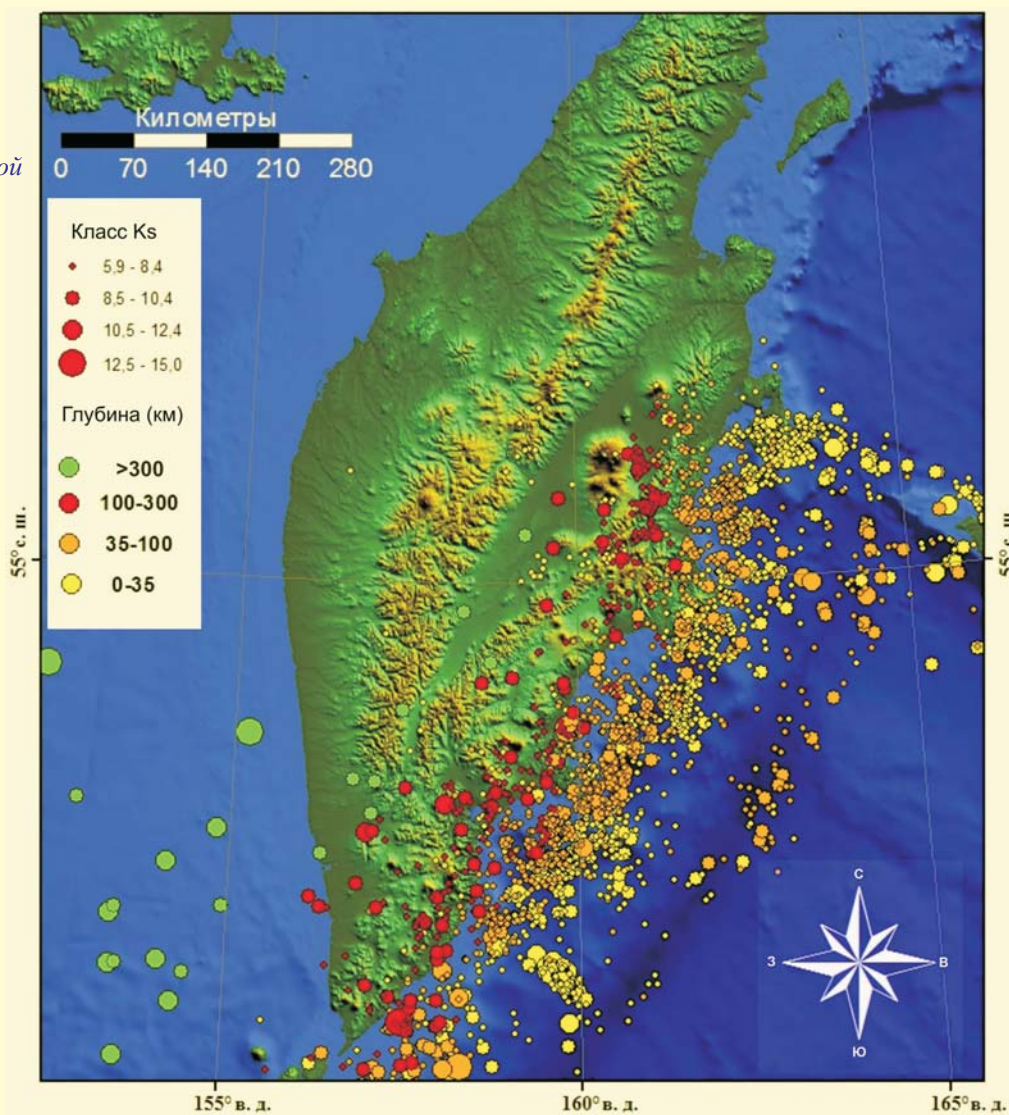 Километры
ой
0 70 140 210 280
Класс Ks
5,9 - 8,4
8,5 - 10,4
10,5 - 12,4
12,5 - 15,0
Глубина (км)
>300
100-300
35-100
0-35
55° с. ш.
55° с. ш.
С
З
В
Ю
155° в. д.
160° в. д.
165° в. д.